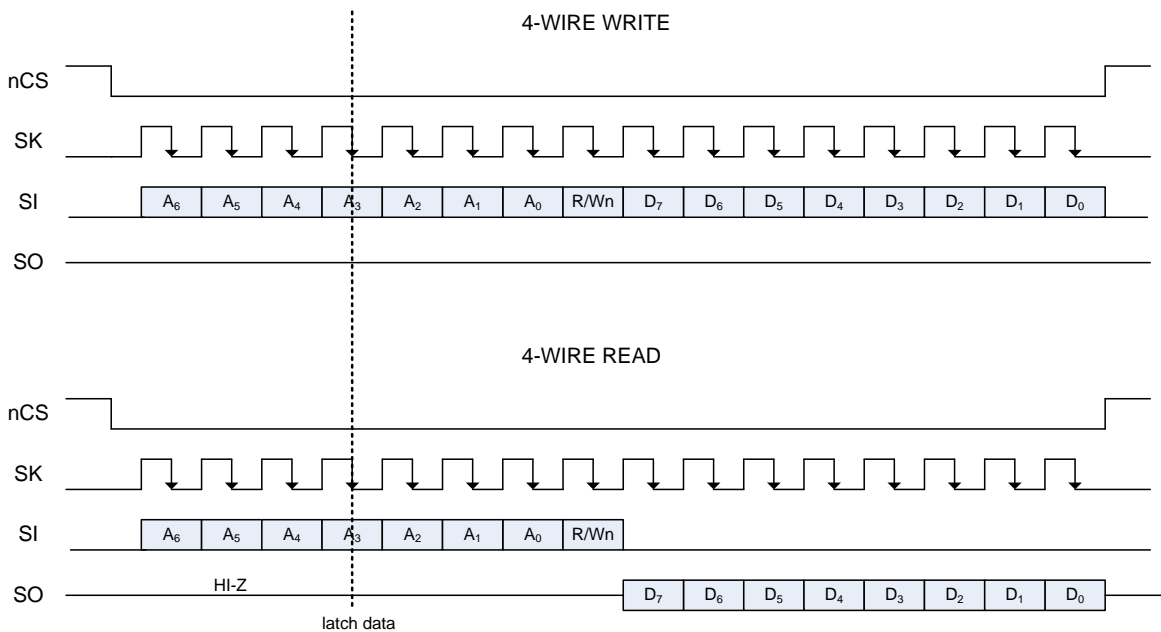 4-WIRE WRITE
nCS
SK
SI A₆ A₅ A₄ A₃ A₂ A₁ A₀ R/Wn D₇ D₆ D₅ D₄ D₃ D₂ D₁ D₀
SO
4-WIRE READ
nCS
SK
SI A₆ A₅ A₄ A₃ A₂ A₁ A₀ R/Wn
SO HI-Z D₇ D₆ D₅ D₄ D₃ D₂ D₁ D₀
latch data